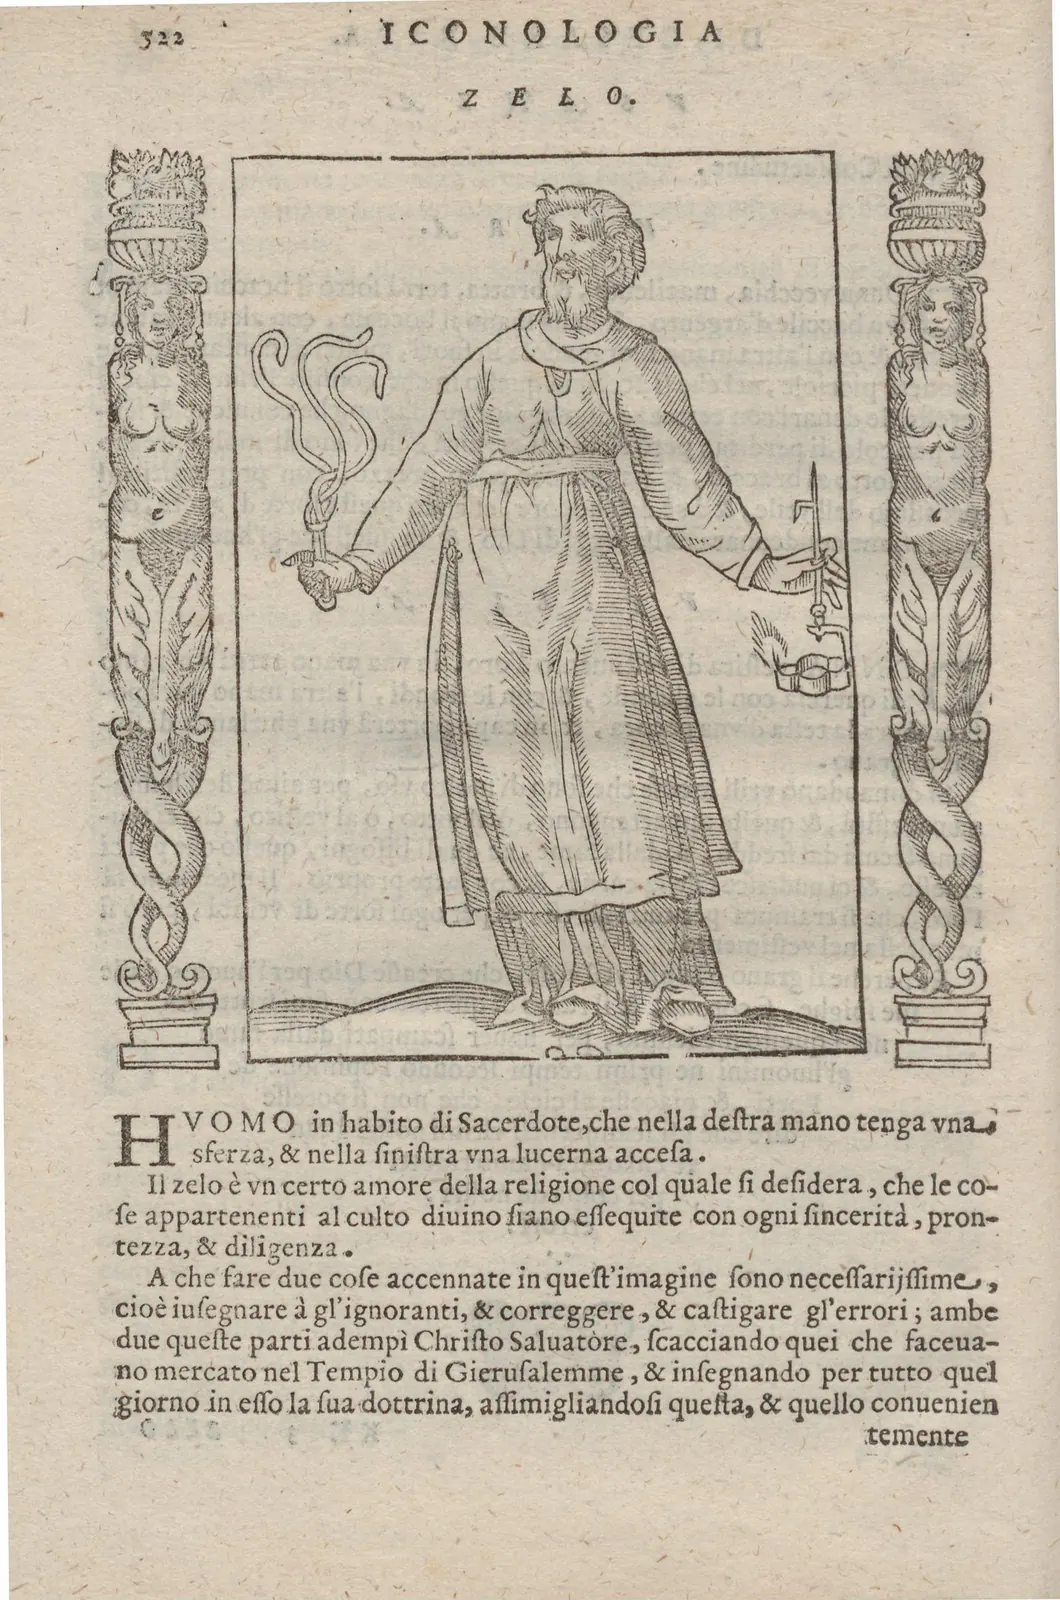 522 ICONOLOGIA
ZELO.
HVOMO in habito di Sacerdote, che nella deſtra mano tenga vna
sferza, & nella ſiniſtra vna lucerna acceſa.
Il zelo è vn certo amore della religione col quale ſi deſidera, che le co-
ſe appartenenti al culto diuino ſiano eſſequite con ogni ſincerità, pron-
tezza, & diligenza.
A che fare due coſe accennate in queſt'imagine ſono neceſſarijſſime,
cioè iuſegnare à gl'ignoranti, & correggere, & caſtigare gl'errori; ambe
due queſte parti adempì Chriſto Saluatòre, ſcacciando quei che faceua-
no mercato nel Tempio di Gieruſalemme, & inſegnando per tutto quel
giorno in eſſo la ſua dottrina, aſſimigliandoſi queſta, & quello conuenien
temente